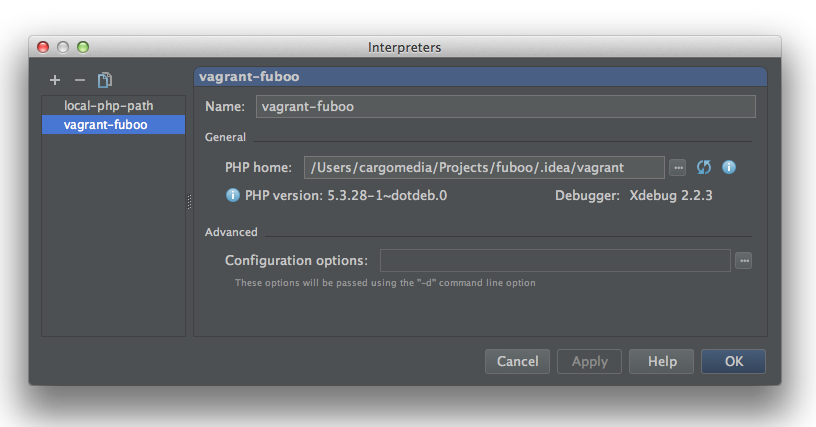 Interpreters
local-php-path
vagrant-fuboo
vagrant-fuboo
Name: vagrant-fuboo
General
PHP home: /Users/cargomedia/Projects/fuboo/.idea/vagrant
PHP version: 5.3.28-1~dotdeb.0 Debugger: Xdebug 2.2.3
Advanced
Configuration options:
These options will be passed using the "-d" command line option
Cancel Apply Help OK